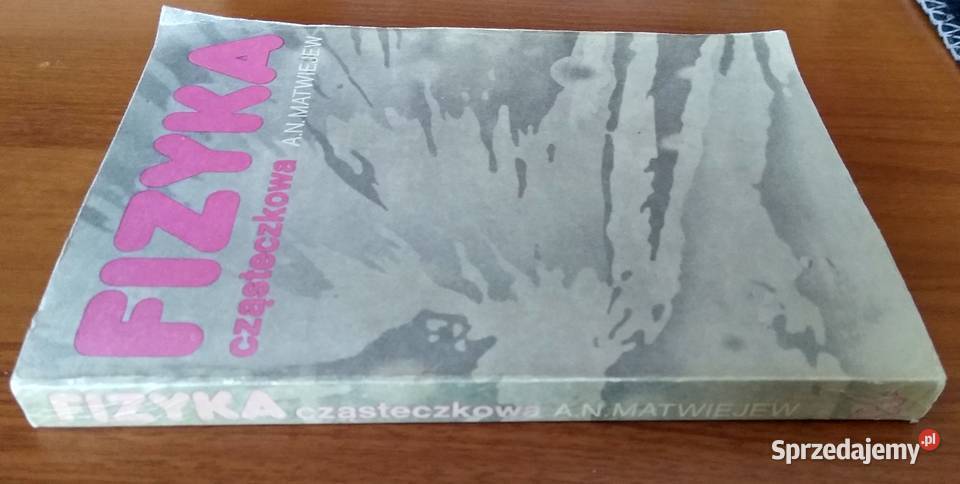 FIZYKA
cząsteczkowa
A.N.MATWIEJEW
FIZYKA cząsteczkowa A.N.MATWIEJEW
Sprzedajemy.pl